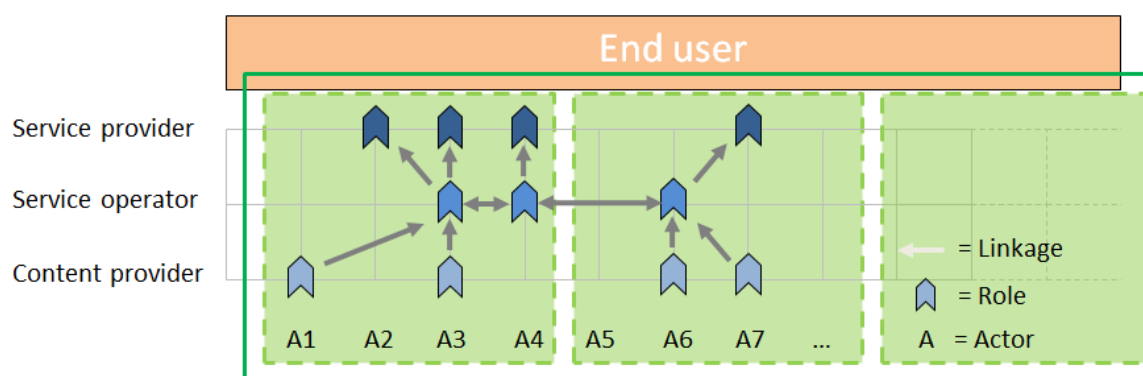 End user
Service provider
Service operator
Content provider
= Linkage
= Role
A1 A2 A3 A4 A5 A6 A7 ... A = Actor